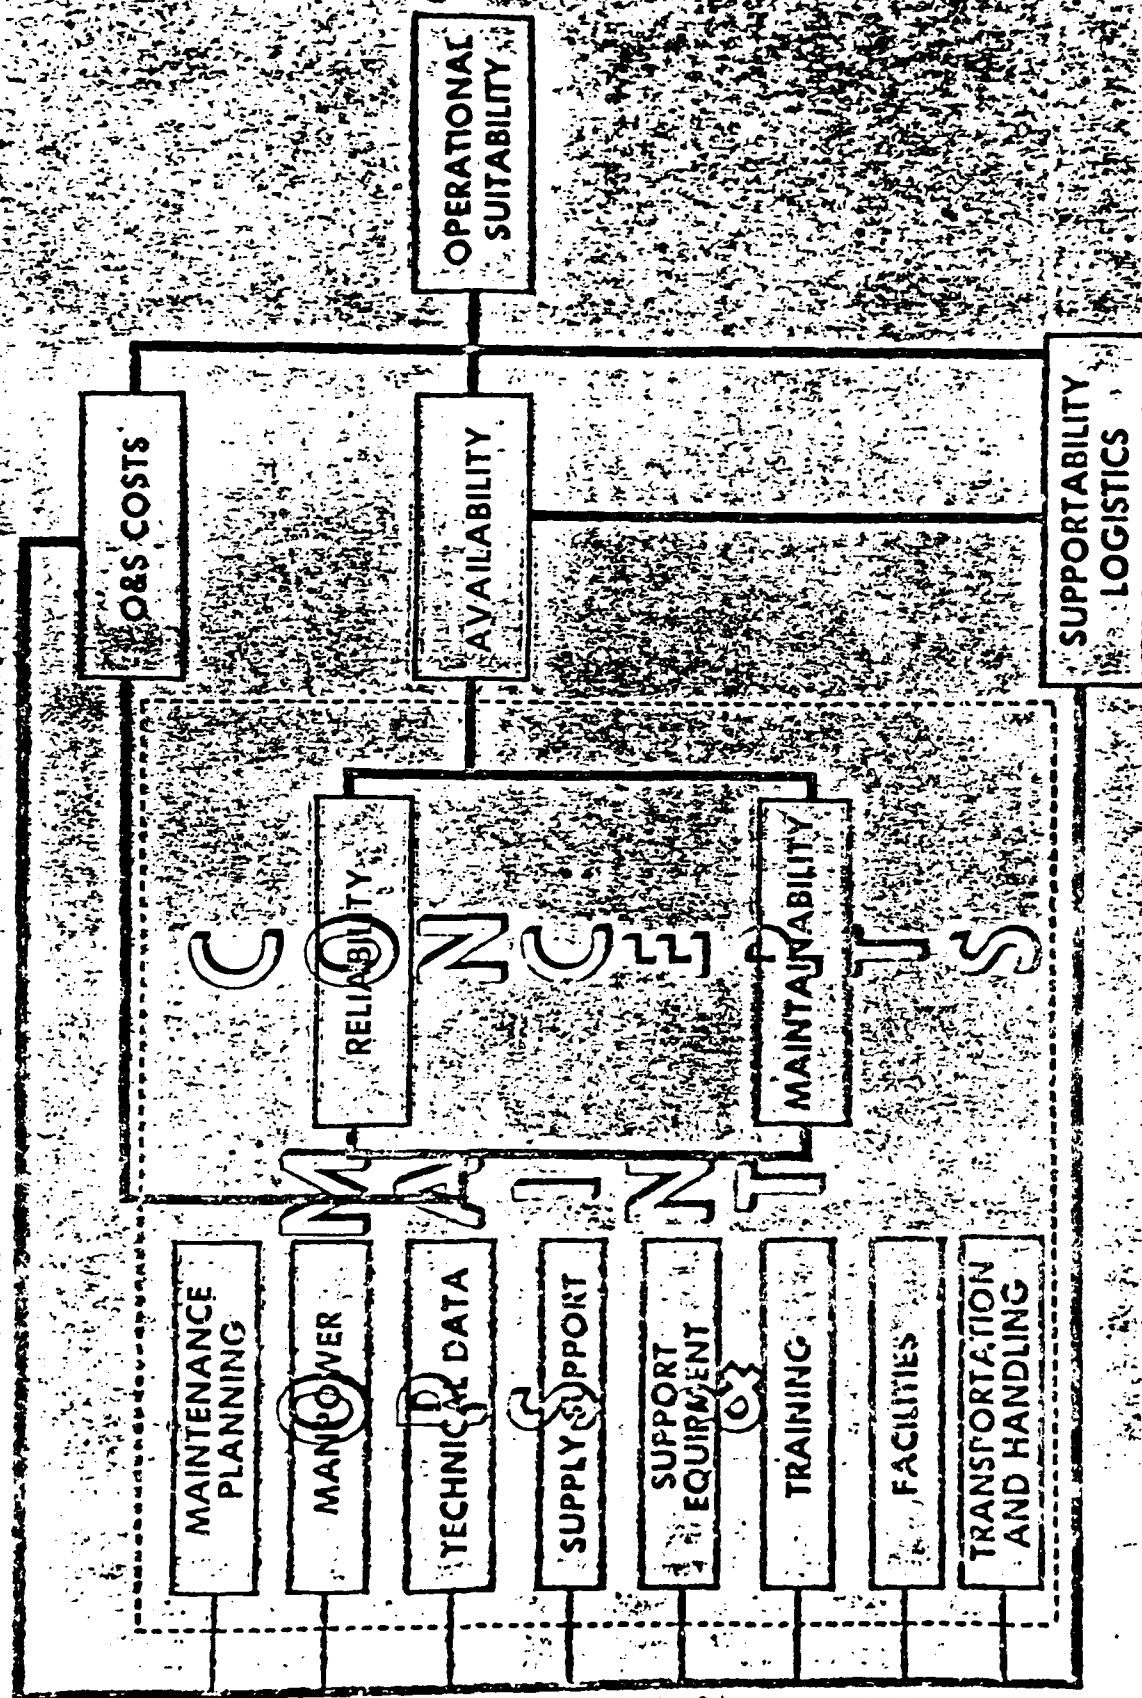 MAINTENANCE
PLANNING
MANPOWER
TECHNICAL DATA
SUPPLY SUPPORT
SUPPORT
EQUIPMENT
TRAINING
FACILITIES
TRANSPORTATION
AND HANDLING
OPS &
MAINT
CONCEPTS
RELIABILITY
MAINTAINABILITY
O&S COSTS
AVAILABILITY
SUPPORTABILITY
LOGISTICS
OPERATIONAL
SUITABILITY